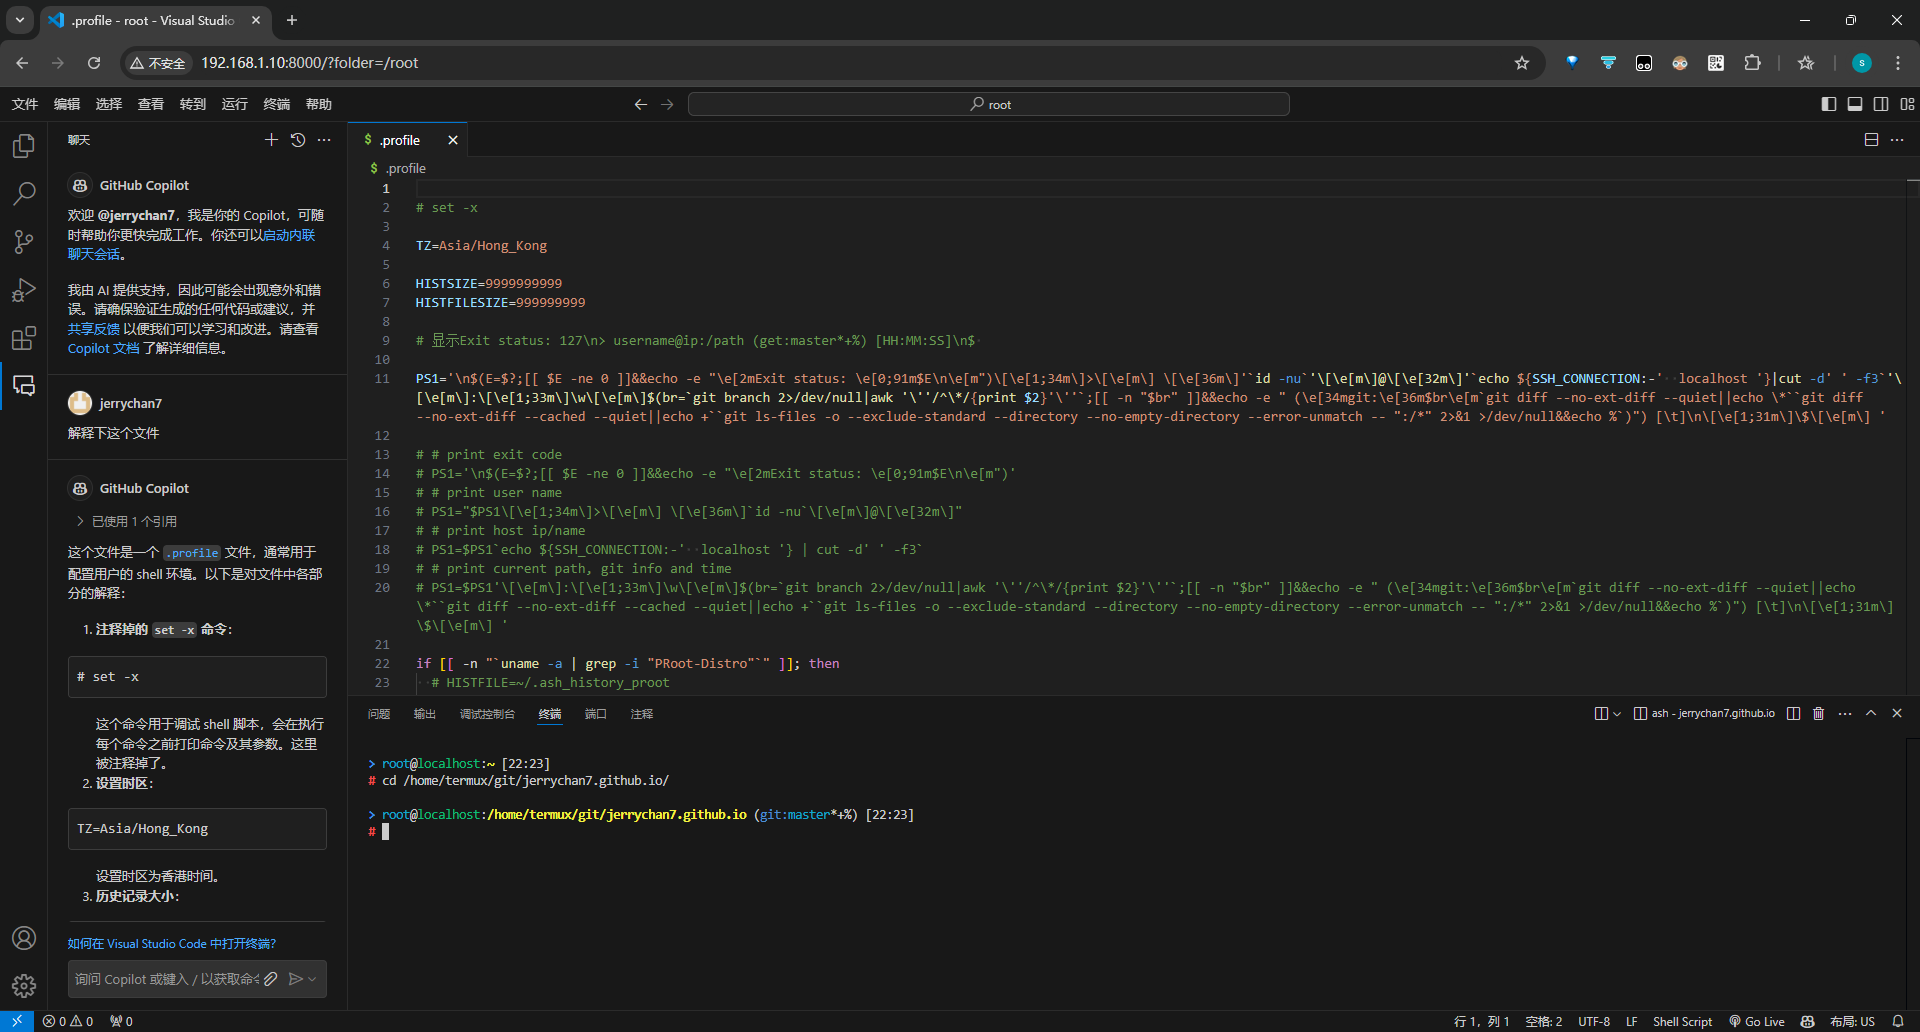 .profile - root - Visual Studio
不安全
192.168.1.10:8000/?folder=/root
S
文件 编辑 选择 查看 转到 运行 终端 帮助
root
聊天
GitHub Copilot
欢迎 @jerrychan7，我是你的 Copilot，可随
时帮助你更快完成工作。你还可以启动内联
聊天会话。
我由 AI 提供支持，因此可能会出现意外和错
误。请确保验证生成的任何代码或建议，并
共享反馈 以便我们可以学习和改进。请查看
Copilot 文档 了解详细信息。
jerrychan7
解释下这个文件
GitHub Copilot
已使用 1 个引用
这个文件是一个 .profile 文件，通常用于
配置用户的 shell 环境。以下是对文件中各部
分的解释：
1. 注释掉的 set -x 命令：
# set -x
这个命令用于调试 shell 脚本，会在执行
每个命令之前打印命令及其参数。这里
被注释掉了。
2. 设置时区：
TZ=Asia/Hong_Kong
设置时区为香港时间。
3. 历史记录大小：
如何在 Visual Studio Code 中打开终端?
询问 Copilot 或键入 / 以获取命令
$ .profile
$ .profile
1
2 # set -x
3
4 TZ=Asia/Hong_Kong
5
6 HISTSIZE=9999999999
7 HISTFILESIZE=999999999
8
9 # 显示Exit status: 127\n> username@ip:/path (get:master*+%) [HH:MM:SS]\n$
10
11 PS1='\n$(E=$?;[[ $E -ne 0 ]]&&echo -e "\e[2mExit status: \e[0;91m$E\n\e[m")\[\e[1;34m\]>\[\e[m\] \[\e[36m\]'`id -nu`'\[\e[m\]@\[\e[32m\]'`echo ${SSH_CONNECTION:-'·· localhost '}|cut -d' ' -f3`'\
[\e[m\]:\[\e[1;33m\]\w\[\e[m\]$(br=`git branch 2>/dev/null|awk '\''/^\*/{print $2}'\''`;[[ -n "$br" ]]&&echo -e " (\e[34mgit:\e[36m$br\e[m`git diff --no-ext-diff --quiet||echo \*``git diff
--no-ext-diff --cached --quiet||echo +``git ls-files -o --exclude-standard --directory --no-empty-directory --error-unmatch -- ":/*" 2>&1 >/dev/null&&echo %`)") [\t]\n\[\e[1;31m\]\$\[\e[m\] '
12
13 # # print exit code
14 # PS1='\n$(E=$?;[[ $E -ne 0 ]]&&echo -e "\e[2mExit status: \e[0;91m$E\n\e[m")'
15 # # print user name
16 # PS1="$PS1\[\e[1;34m\]>\[\e[m\] \[\e[36m\]`id -nu`\[\e[m\]@\[\e[32m\]"
17 # # print host ip/name
18 # PS1=$PS1`echo ${SSH_CONNECTION:-'·· localhost '} | cut -d' ' -f3`
19 # # print current path, git info and time
20 # PS1=$PS1'\[\e[m\]:\[\e[1;33m\]\w\[\e[m\]$(br=`git branch 2>/dev/null|awk '\''/^\*/{print $2}'\''`;[[ -n "$br" ]]&&echo -e " (\e[34mgit:\e[36m$br\e[m`git diff --no-ext-diff --quiet||echo
\*``git diff --no-ext-diff --cached --quiet||echo +``git ls-files -o --exclude-standard --directory --no-empty-directory --error-unmatch -- ":/*" 2>&1 >/dev/null&&echo %`)") [\t]\n\[\e[1;31m\]
\$\[\e[m\] '
21
22 if [[ -n "`uname -a | grep -i "PRoot-Distro"`" ]]; then
23 ··# HISTFILE=~/.ash_history_proot
问题 输出 调试控制台 终端 端口 注释
ash - jerrychan7.github.io
> root@localhost:~ [22:23]
# cd /home/termux/git/jerrychan7.github.io/
> root@localhost:/home/termux/git/jerrychan7.github.io (git:master*+%) [22:23]
#
0 0 0
行 1，列 1 空格: 2 UTF-8 LF Shell Script Go Live 布局: US